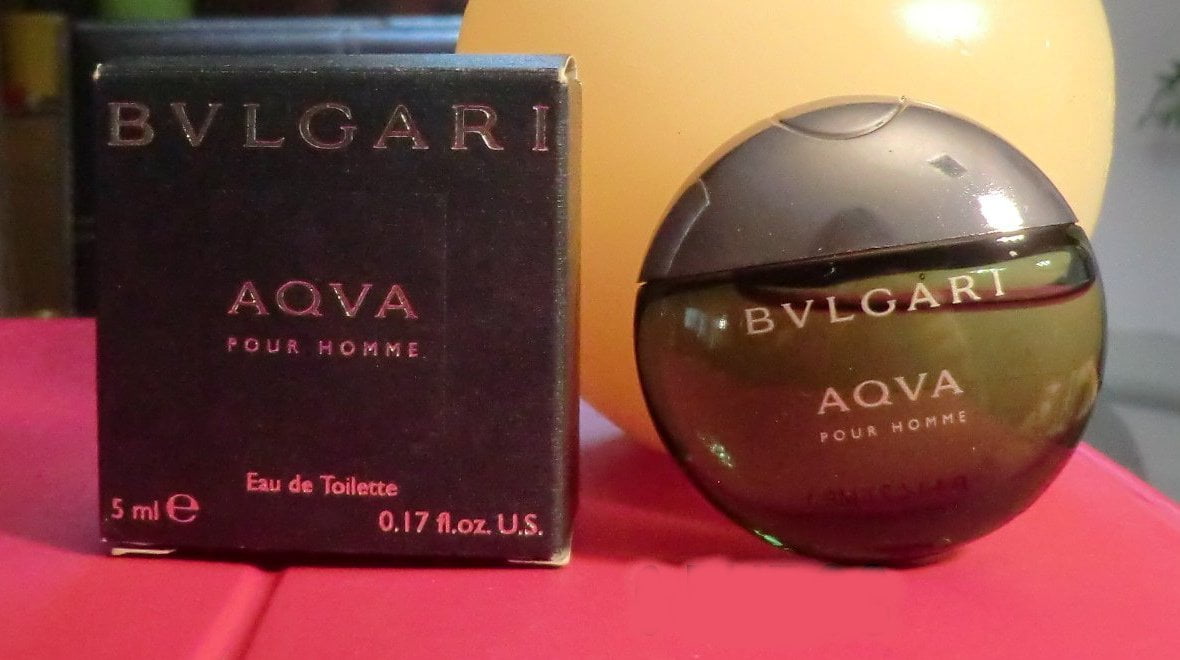 BVLGARI
AQVA
POUR HOMME
Eau de Toilette
5 ml e
0.17 fl.oz. U.S.
BVLGARI
AQVA
POUR HOMME